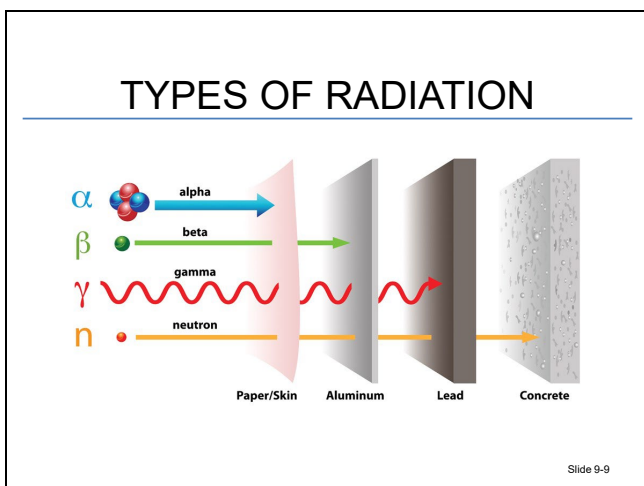 TYPES OF RADIATION
α alpha
β beta
γ gamma
n neutron
Paper/Skin Aluminum Lead Concrete
Slide 9-9